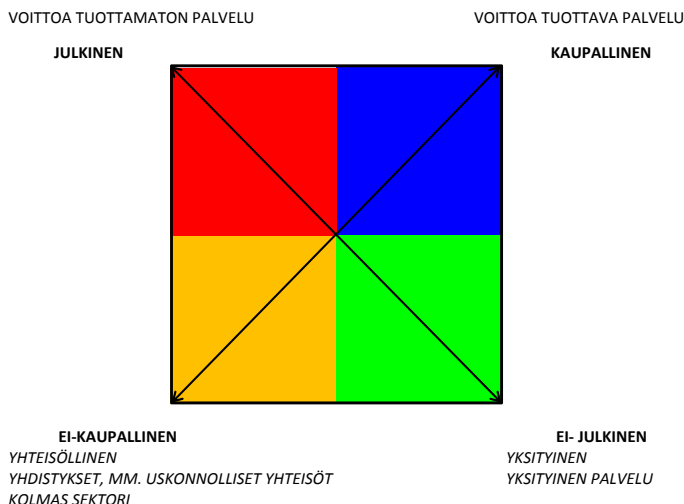 VOITTOA TUOTTAMATON PALVELU
VOITTOA TUOTTAVA PALVELU
JULKINEN
KAUPALLINEN
EI-KAUPALLINEN
YHTEISÖLLINEN
YHDISTYKSET, MM. USKONNOLLISET YHTEISÖT
KOLMAS SEKTORI
EI- JULKINEN
YKSITYINEN
YKSITYINEN PALVELU